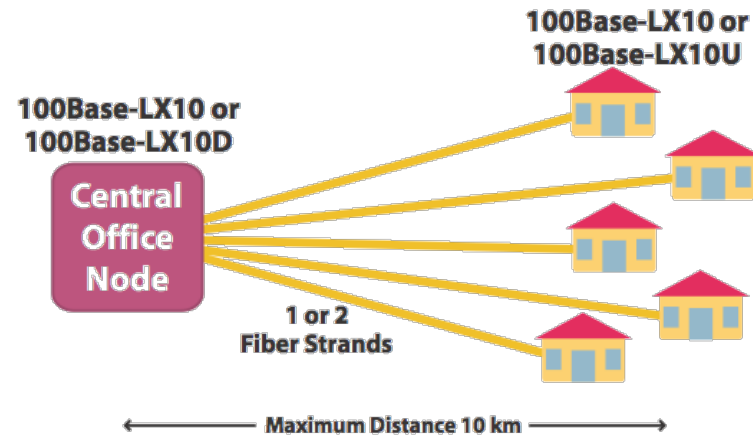 100Base-LX10 or
100Base-LX10U
100Base-LX10 or
100Base-LX10D
Central
Office
Node
1 or 2
Fiber Strands
Maximum Distance 10 km